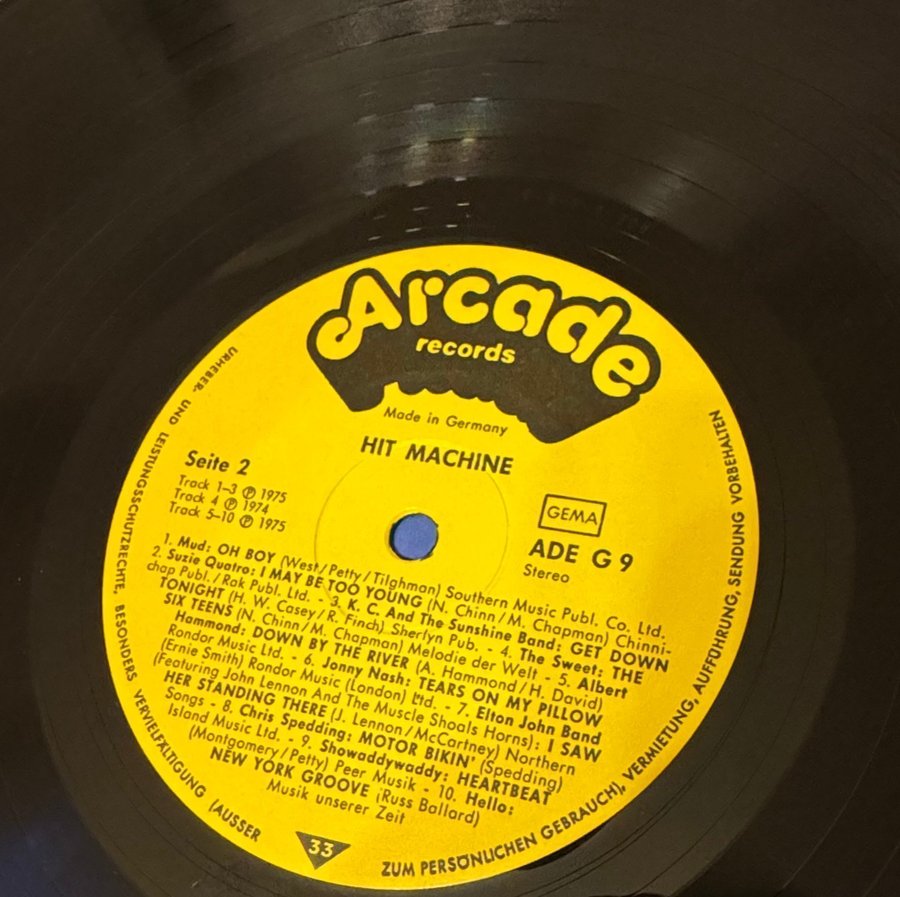 Arcade
records
Made in Germany
HIT MACHINE
Seite 2
Track 1-3 Ⓟ 1975
Track 4 Ⓟ 1974
Track 5-10 Ⓟ 1975
GEMA
ADE G 9
Stereo
1. Mud: OH BOY (West/Petty/Tilghman) Southern Music Publ. Co. Ltd.
2. Suzie Quatro: I MAY BE TOO YOUNG (N. Chinn/M. Chapman) Chinni-
chap Publ./Rak Publ. Ltd. - 3. K. C. And The Sunshine Band: GET DOWN
TONIGHT (H. W. Casey/R. Finch) Sherlyn Pub. - 4. The Sweet: THE
SIX TEENS (N. Chinn/M. Chapman) Melodie der Welt - 5. Albert
Hammond: DOWN BY THE RIVER (A. Hammond/H. David)
Rondor Music Ltd. - 6. Jonny Nash: TEARS ON MY PILLOW
(Ernie Smith) Rondor Music (London) Ltd. - 7. Elton John Band
(Featuring John Lennon And The Muscle Shoals Horns): I SAW
HER STANDING THERE (J. Lennon/McCartney) Northern
Songs - 8. Chris Spedding: MOTOR BIKIN' (Spedding)
Island Music Ltd. - 9. Showaddywaddy: HEARTBEAT
(Montgomery/Petty) Peer Musik - 10. Hello:
NEW YORK GROOVE (Russ Ballard)
Musik unserer Zeit
33
URHEBER- UND LEISTUNGSSCHUTZRECHTE, BESONDERS VERVIELFÄLTIGUNG (AUSSER ZUM PERSÖNLICHEN GEBRAUCH), VERMIETUNG, AUFFÜHRUNG, SENDUNG VORBEHALTEN